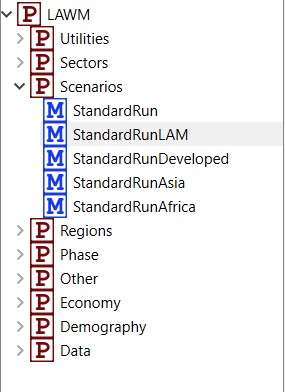 P LAWM
P Utilities
P Sectors
P Scenarios
M StandardRun
M StandardRunLAM
M StandardRunDeveloped
M StandardRunAsia
M StandardRunAfrica
P Regions
P Phase
P Other
P Economy
P Demography
P Data